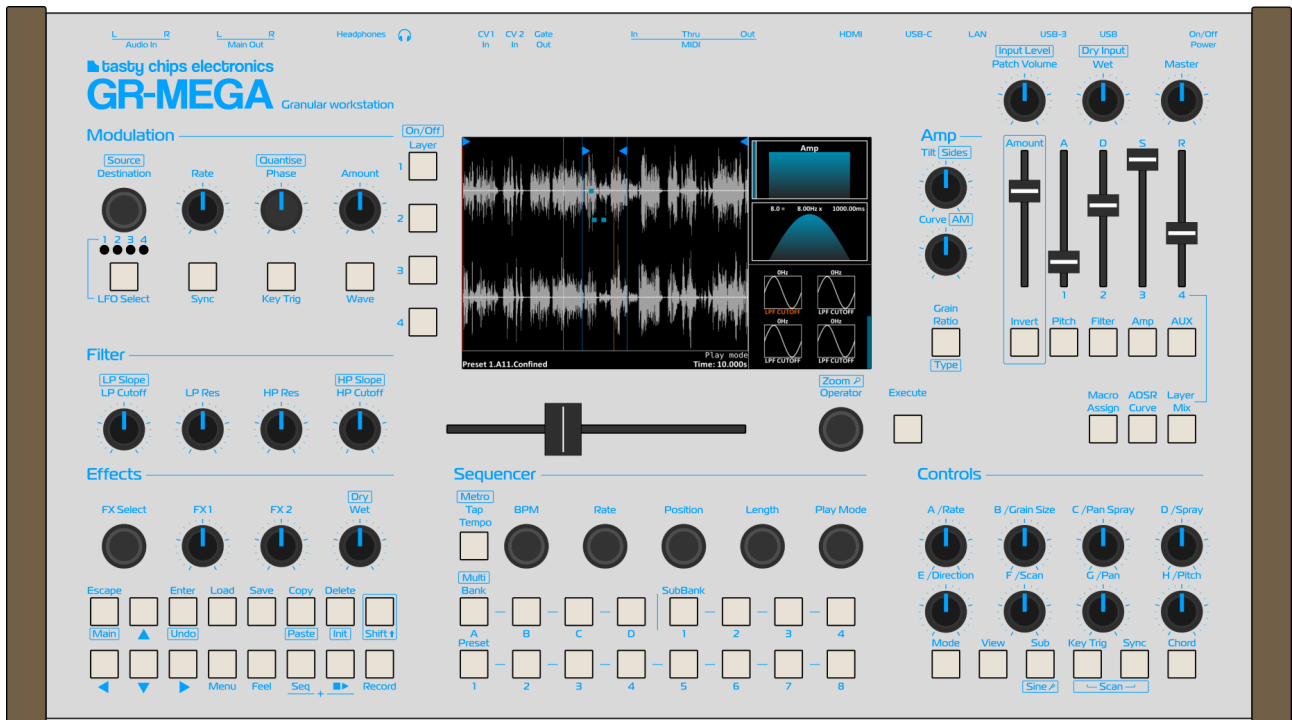 L R
Audio In
L R
Main Out
Headphones
CV1 CV2 Gate
In In Out
In Thru Out
MIDI
HDMI
USB-C
LAN
USB-3
USB
On/Off
Power
tasty chips electronics
GR-MEGA Granular workstation
Input Level
Patch Volume
Dry Input
Wet
Master
Modulation
Source
Destination
Rate
Quantise
Phase
Amount
1 2 3 4
LFO Select
Sync
Key Trig
Wave
On/Off
Layer
1
2
3
4
Amp
8.0 = 8.00Hz x 1000.00ms
0Hz 0Hz
LPF CUTOFF LPF CUTOFF
0Hz 0Hz
LPF CUTOFF LPF CUTOFF
Play mode
Preset 1.A11.Confined Time: 10.000s
Amp
Tilt Sides
Curve AM
Grain
Ratio
Type
Amount A D S R
1 2 3 4
Invert Pitch Filter Amp AUX
Macro ADSR Layer
Assign Curve Mix
Filter
LP Slope
LP Cutoff
LP Res
HP Res
HP Slope
HP Cutoff
Zoom
Operator
Execute
Effects
FX Select
FX1
FX 2
Dry
Wet
Escape Enter Load Save Copy Delete
Main Undo Paste Init Shift
Menu Feel Seq + Record
Sequencer
Metro
Tap
Tempo
BPM Rate Position Length Play Mode
Multi
Bank SubBank
A B C D 1 2 3 4
Preset
1 2 3 4 5 6 7 8
Controls
A /Rate B /Grain Size C /Pan Spray D /Spray
E /Direction F /Scan G /Pan H /Pitch
Mode View Sub Key Trig Sync Chord
Sine Scan